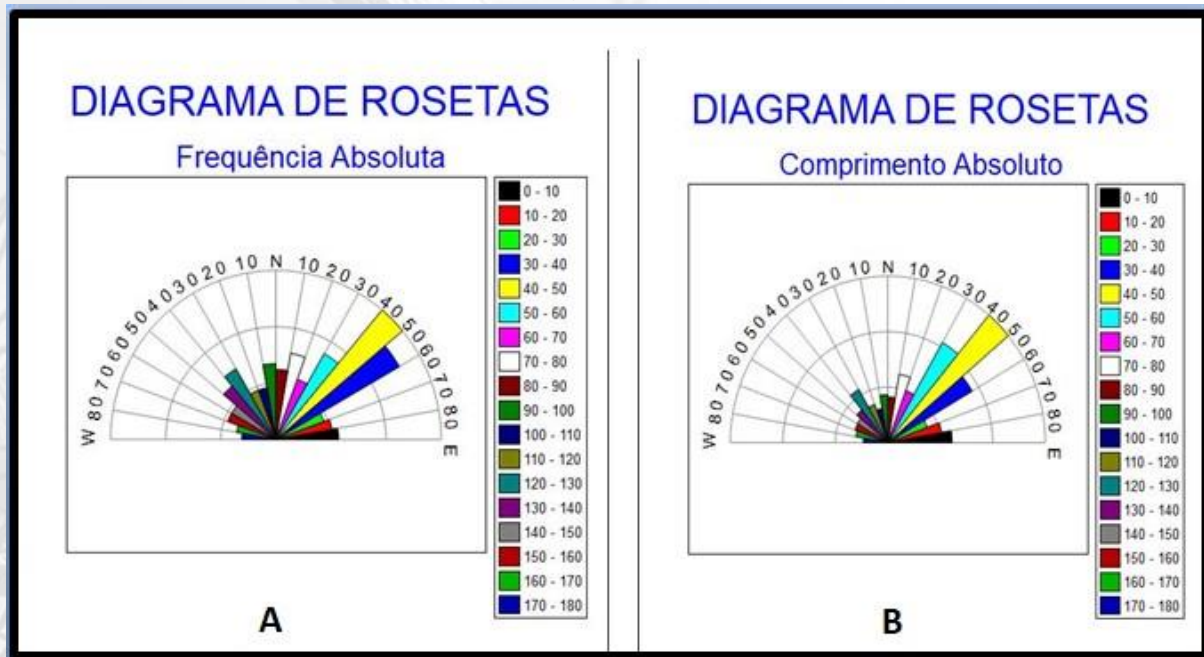 DIAGRAMA DE ROSETAS
Frequência Absoluta
W 80 70 60 50 40 30 20 10 N 10 20 30 40 50 60 70 80 E
0 - 10
10 - 20
20 - 30
30 - 40
40 - 50
50 - 60
60 - 70
70 - 80
80 - 90
90 - 100
100 - 110
110 - 120
120 - 130
130 - 140
140 - 150
150 - 160
160 - 170
170 - 180
A
DIAGRAMA DE ROSETAS
Comprimento Absoluto
W 80 70 60 50 40 30 20 10 N 10 20 30 40 50 60 70 80 E
0 - 10
10 - 20
20 - 30
30 - 40
40 - 50
50 - 60
60 - 70
70 - 80
80 - 90
90 - 100
100 - 110
110 - 120
120 - 130
130 - 140
140 - 150
150 - 160
160 - 170
170 - 180
B